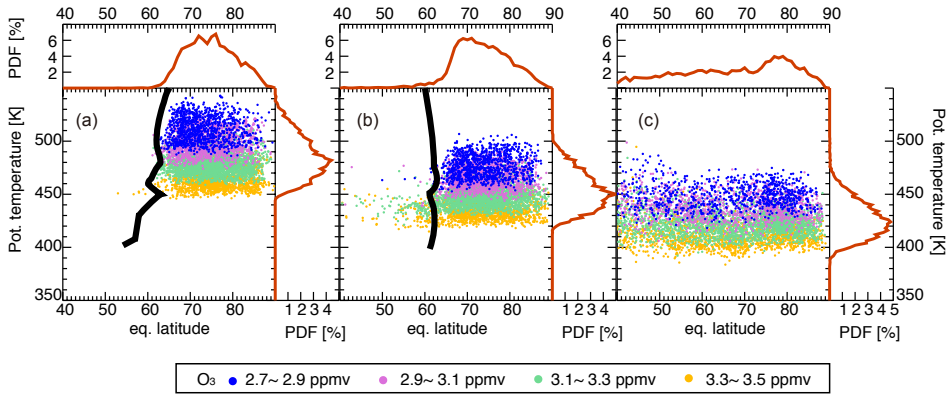 40 50 60 70 80 40 50 60 70 80 40 50 60 70 80 90
PDF [%]
6
4
2
6
4
2
6
4
2
(a)
(b)
(c)
Pot. temperature [K]
500
450
400
350
500
450
400
350
Pot. temperature [K]
40 50 60 70 80 1 2 3 4 40 50 60 70 80 90 1 2 3 4 40 50 60 70 80 90 1 2 3 4 5
eq. latitude PDF [%] eq. latitude PDF [%] eq. latitude PDF [%]
O₃ 2.7~ 2.9 ppmv 2.9~ 3.1 ppmv 3.1~ 3.3 ppmv 3.3~ 3.5 ppmv